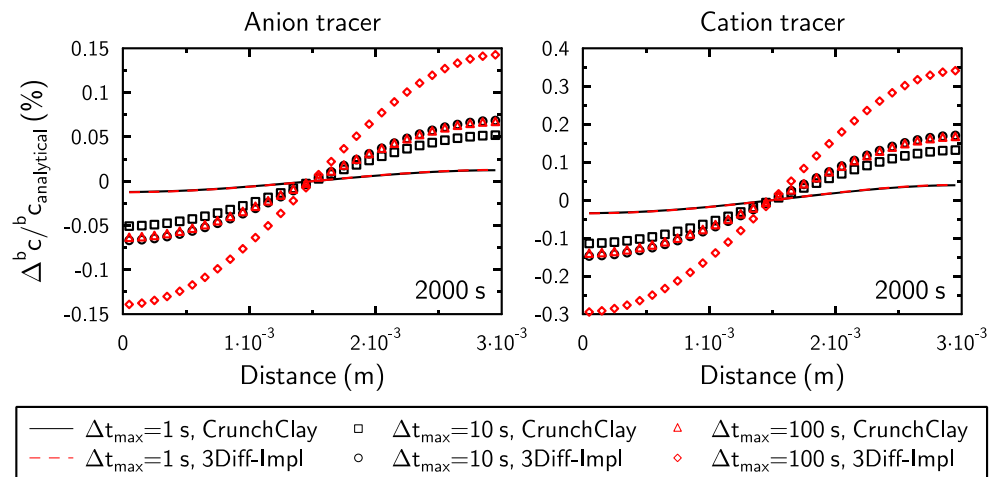 Anion tracer
Cation tracer
Δᵇc/ᵇc_analytical (%)
0.15
0.1
0.05
0
-0.05
-0.1
-0.15
0.4
0.3
0.2
0.1
0
-0.1
-0.2
-0.3
2000 s
2000 s
0
1·10⁻³
2·10⁻³
3·10⁻³
0
1·10⁻³
2·10⁻³
3·10⁻³
Distance (m)
Distance (m)
Δt_max=1 s, CrunchClay
Δt_max=10 s, CrunchClay
Δt_max=100 s, CrunchClay
Δt_max=1 s, 3Diff-Impl
Δt_max=10 s, 3Diff-Impl
Δt_max=100 s, 3Diff-Impl